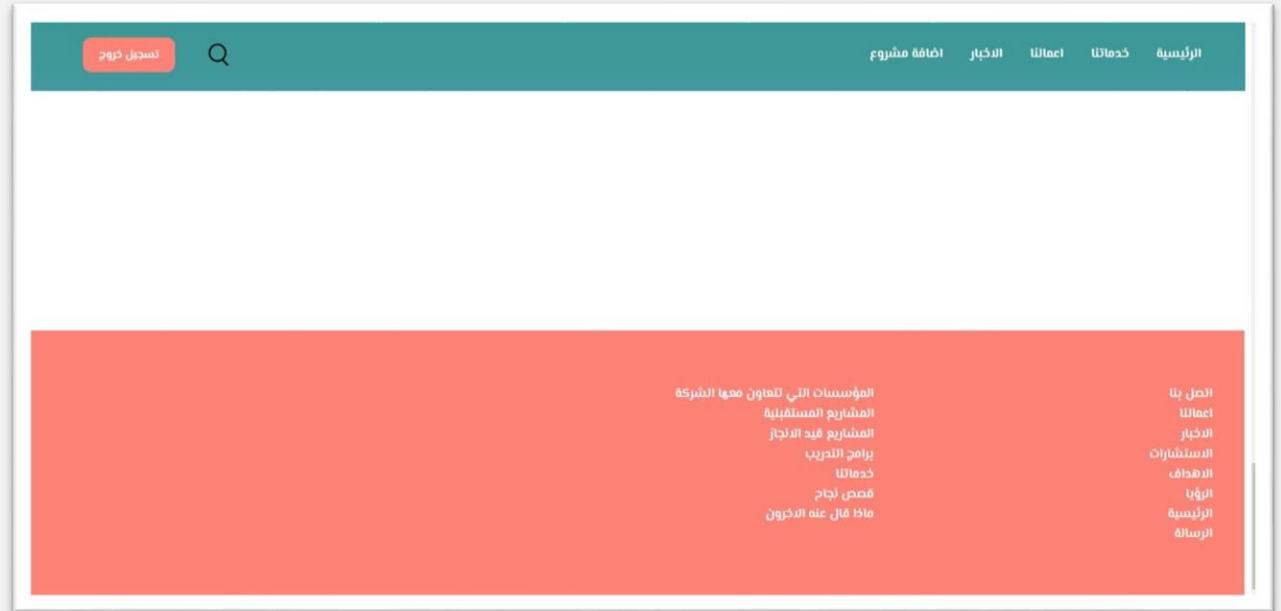 الرئيسية
خدماتنا
اعمالنا
الاخبار
اضافة مشروع
تسجيل خروج
اتصل بنا
اعمالنا
الاخبار
الاستشارات
الاهداف
الرؤيا
الرئيسية
الرسالة
المؤسسات التي تتعاون معها الشركة
المشاريع المستقبلية
المشاريع قيد الانجاز
برامج التدريب
خدماتنا
قصص نجاح
ماذا قال عنه الاخرون